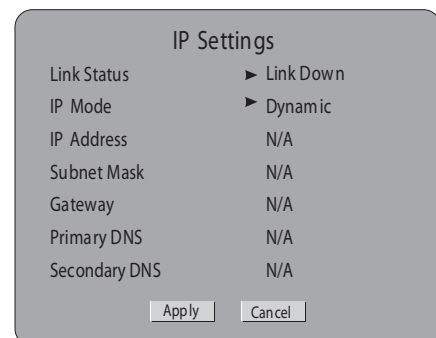 IP Settings
Link Status ► Link Down
IP Mode ► Dynamic
IP Address N/A
Subnet Mask N/A
Gateway N/A
Primary DNS N/A
Secondary DNS N/A
Apply Cancel